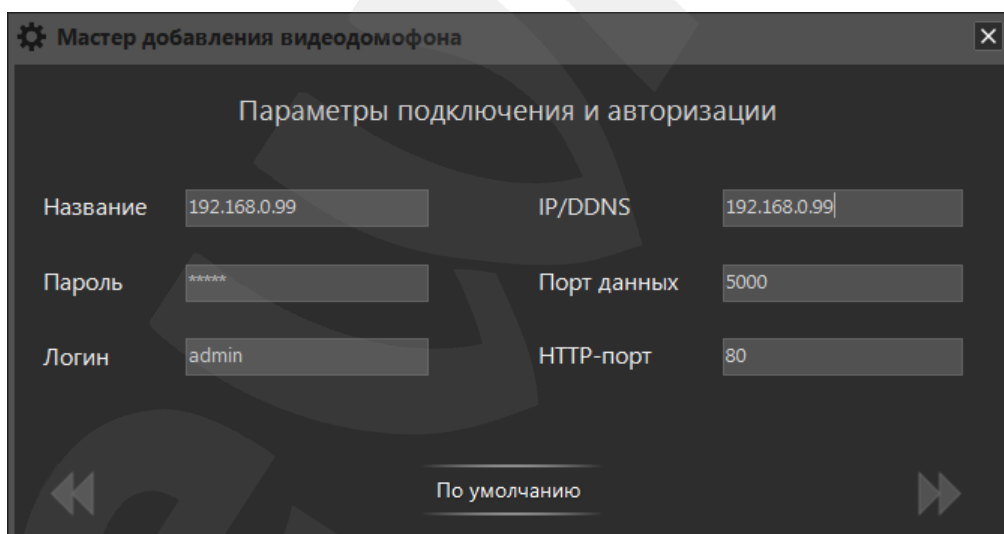 Мастер добавления видеодомофона
Параметры подключения и авторизации
Название 192.168.0.99 IP/DDNS 192.168.0.99
Пароль ***** Порт данных 5000
Логин admin HTTP-порт 80
По умолчанию